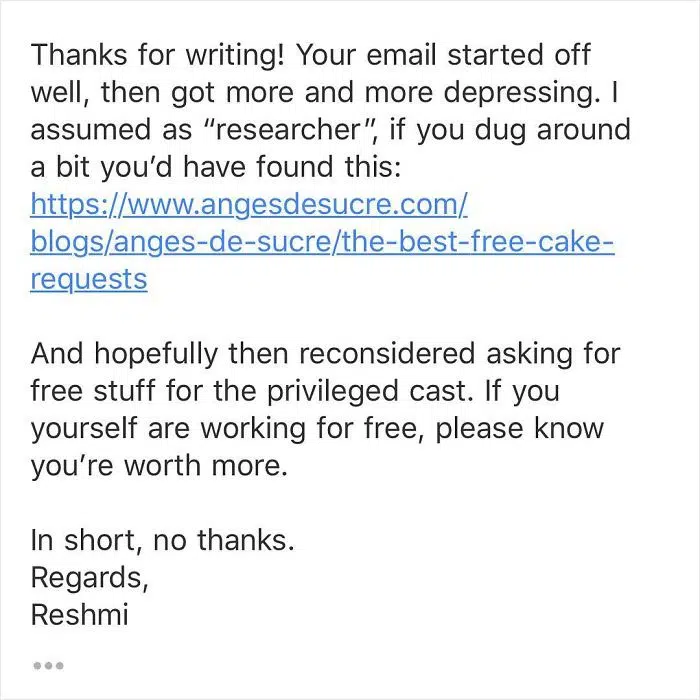 Thanks for writing! Your email started off
well, then got more and more depressing. I
assumed as “researcher”, if you dug around
a bit you’d have found this:
https://www.angesdesucre.com/
blogs/anges-de-sucre/the-best-free-cake-
requests
And hopefully then reconsidered asking for
free stuff for the privileged cast. If you
yourself are working for free, please know
you’re worth more.
In short, no thanks.
Regards,
Reshmi